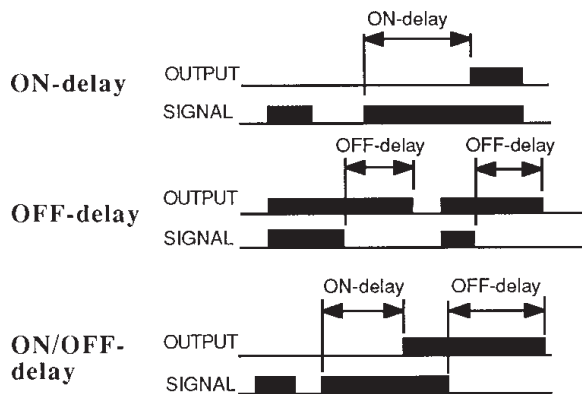 ON-delay
ON-delay
OUTPUT
SIGNAL
OFF-delay OFF-delay
OFF-delay
OUTPUT
SIGNAL
ON-delay OFF-delay
ON/OFF-
delay
OUTPUT
SIGNAL